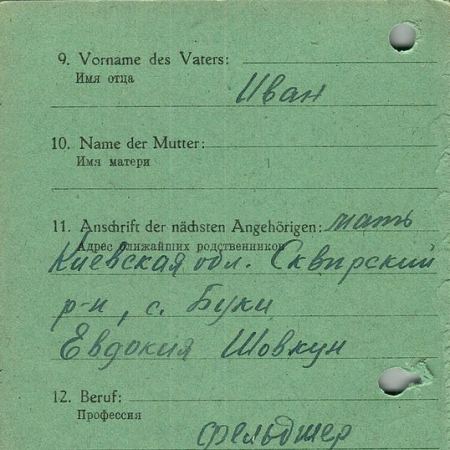 9. Vorname des Vaters:
Имя отца
Иван
10. Name der Mutter:
Имя матери
11. Anschrift der nächsten Angehörigen: мать
Адрес ближайших родственников
Киевская обл. Сквирский
р-н, с. Буки
Евдокия Шовкун
12. Beruf:
Профессия
фельдшер